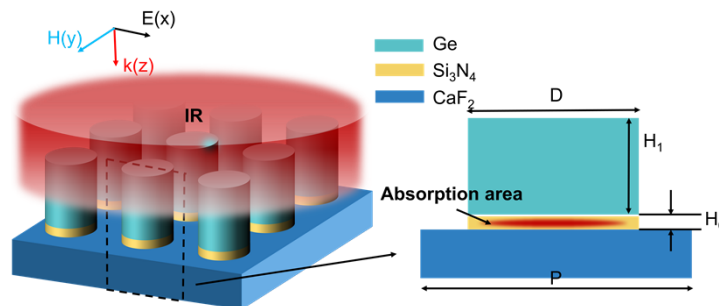 E(x)
H(y)
k(z)
IR
Ge
Si₃N₄
CaF₂
D
H₁
Absorption area
H
P